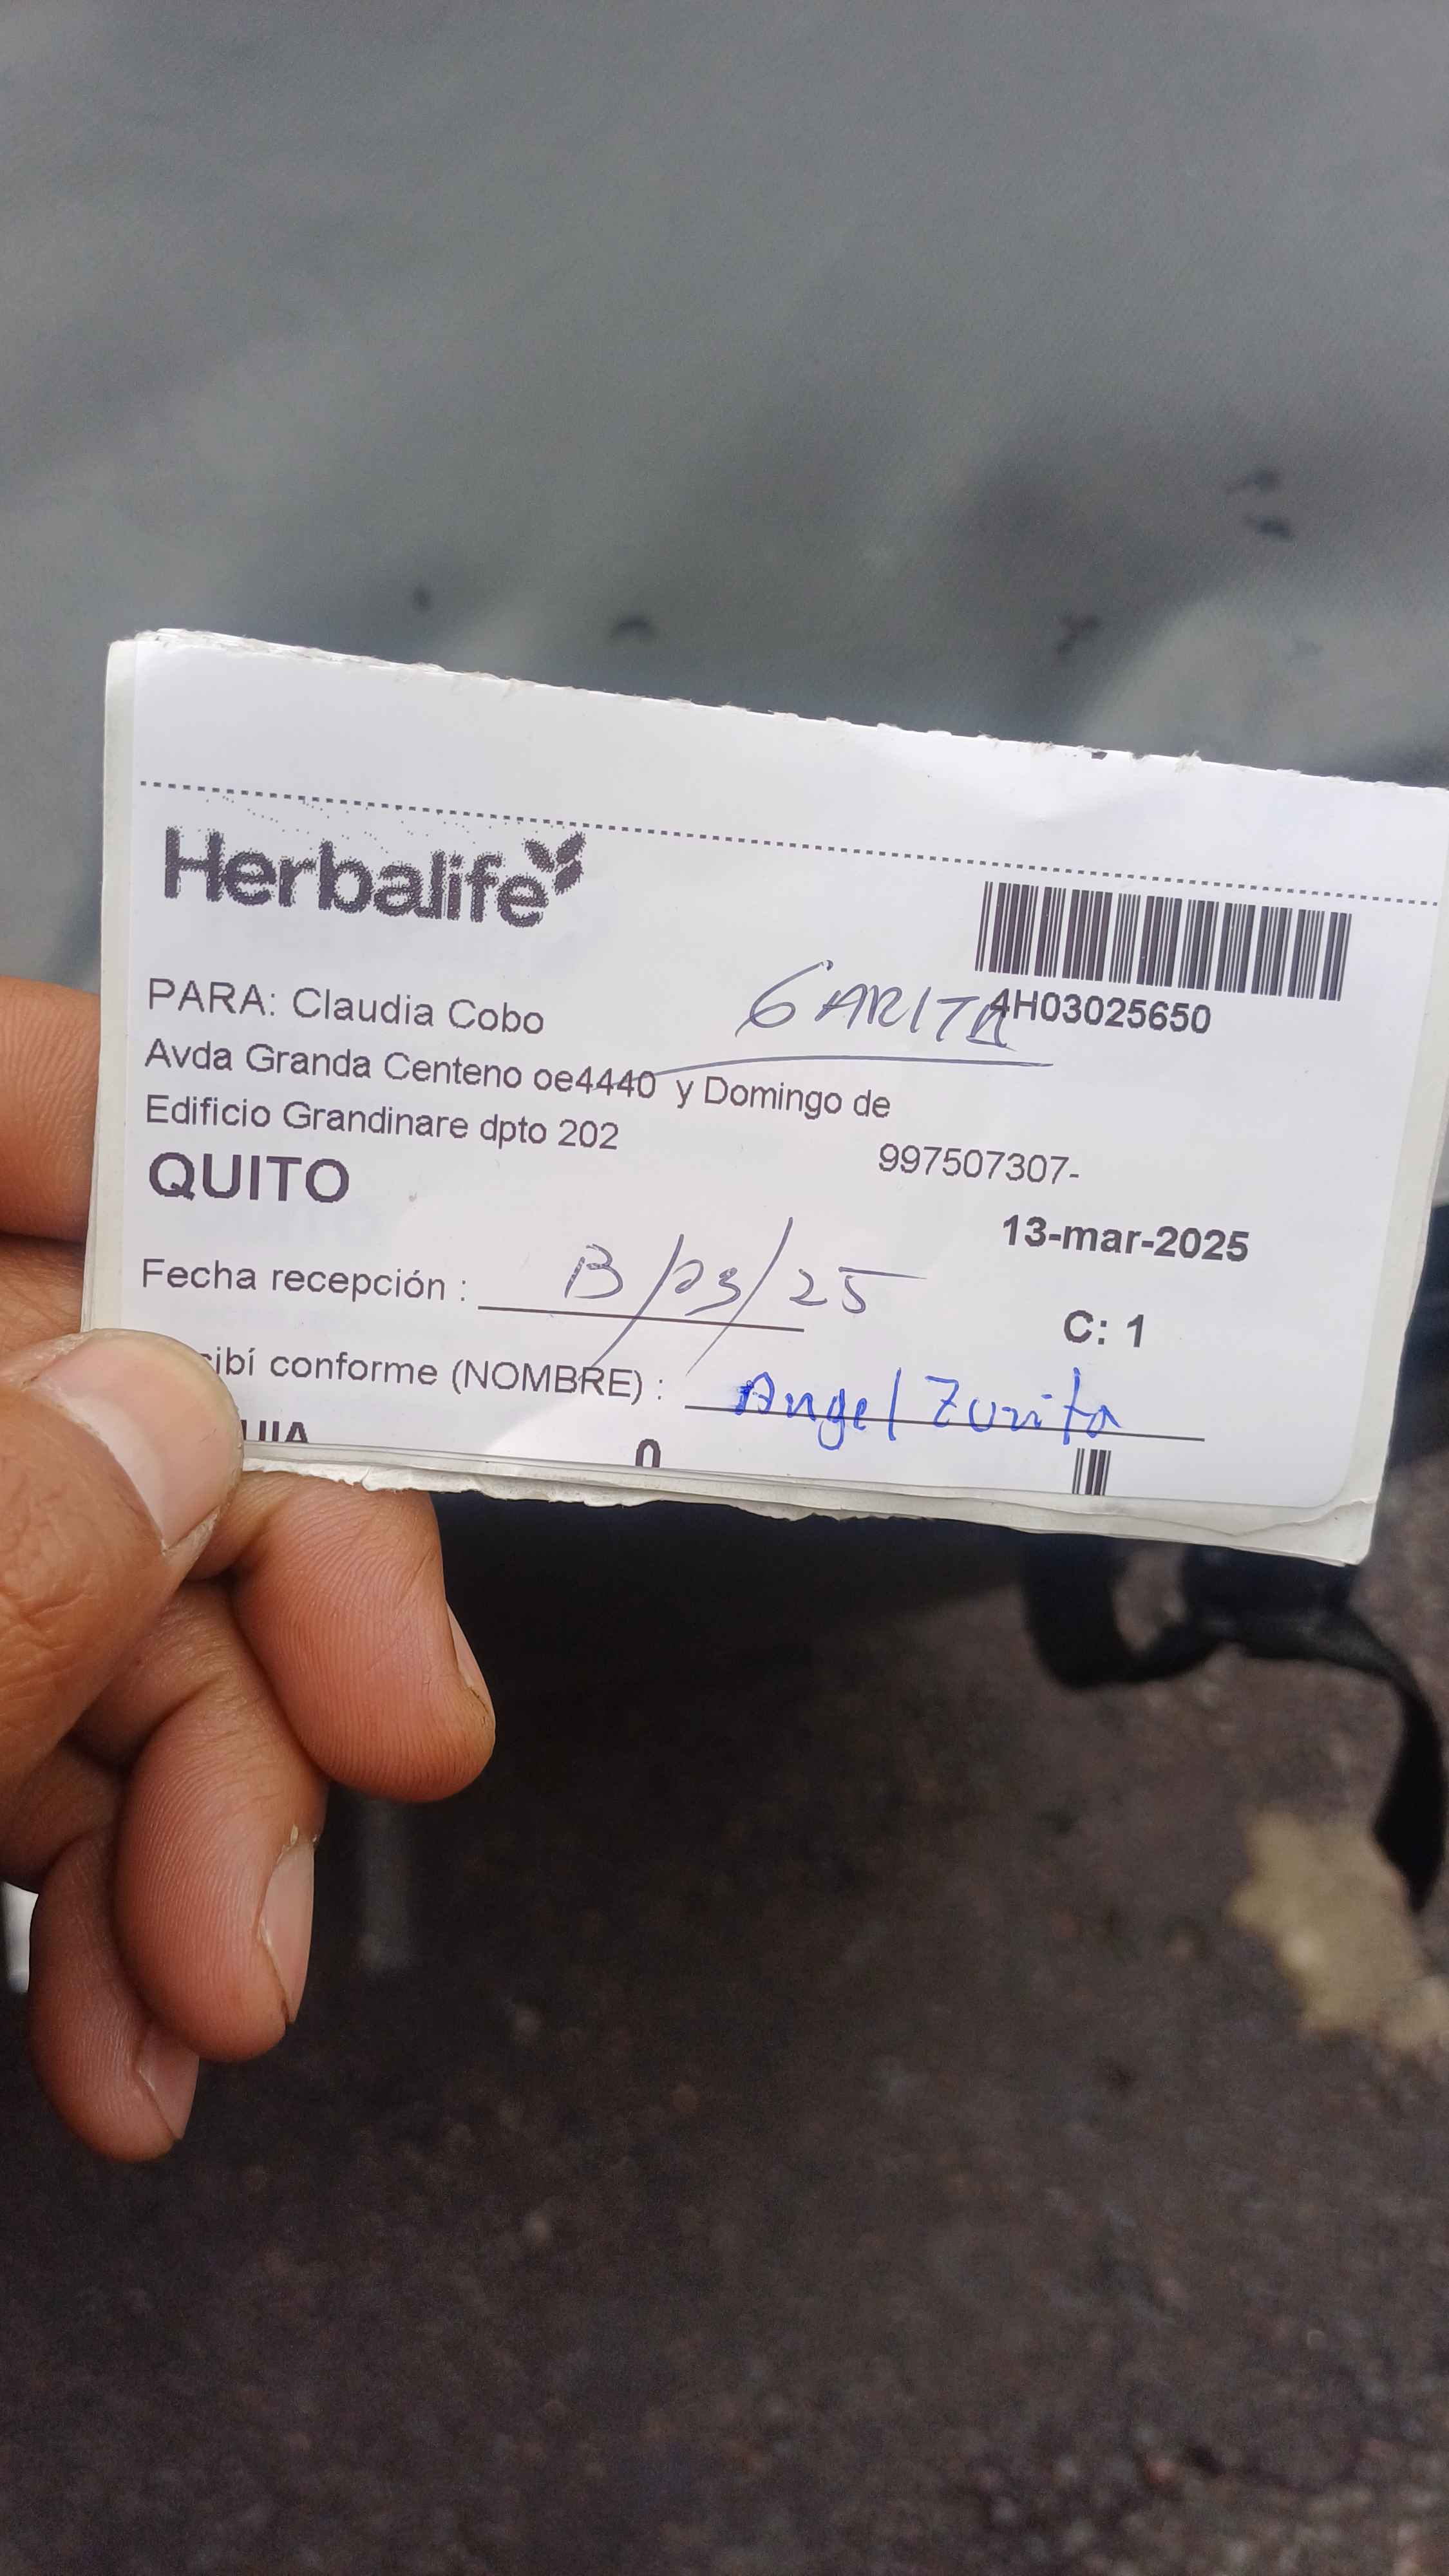 Herbalife
4H03025650
GARITA
PARA: Claudia Cobo
Avda Granda Centeno oe4440 y Domingo de
Edificio Grandinare dpto 202
997507307-
QUITO
13-mar-2025
Fecha recepción : 13/03/25
C: 1
cibí conforme (NOMBRE) : Angel Zurita